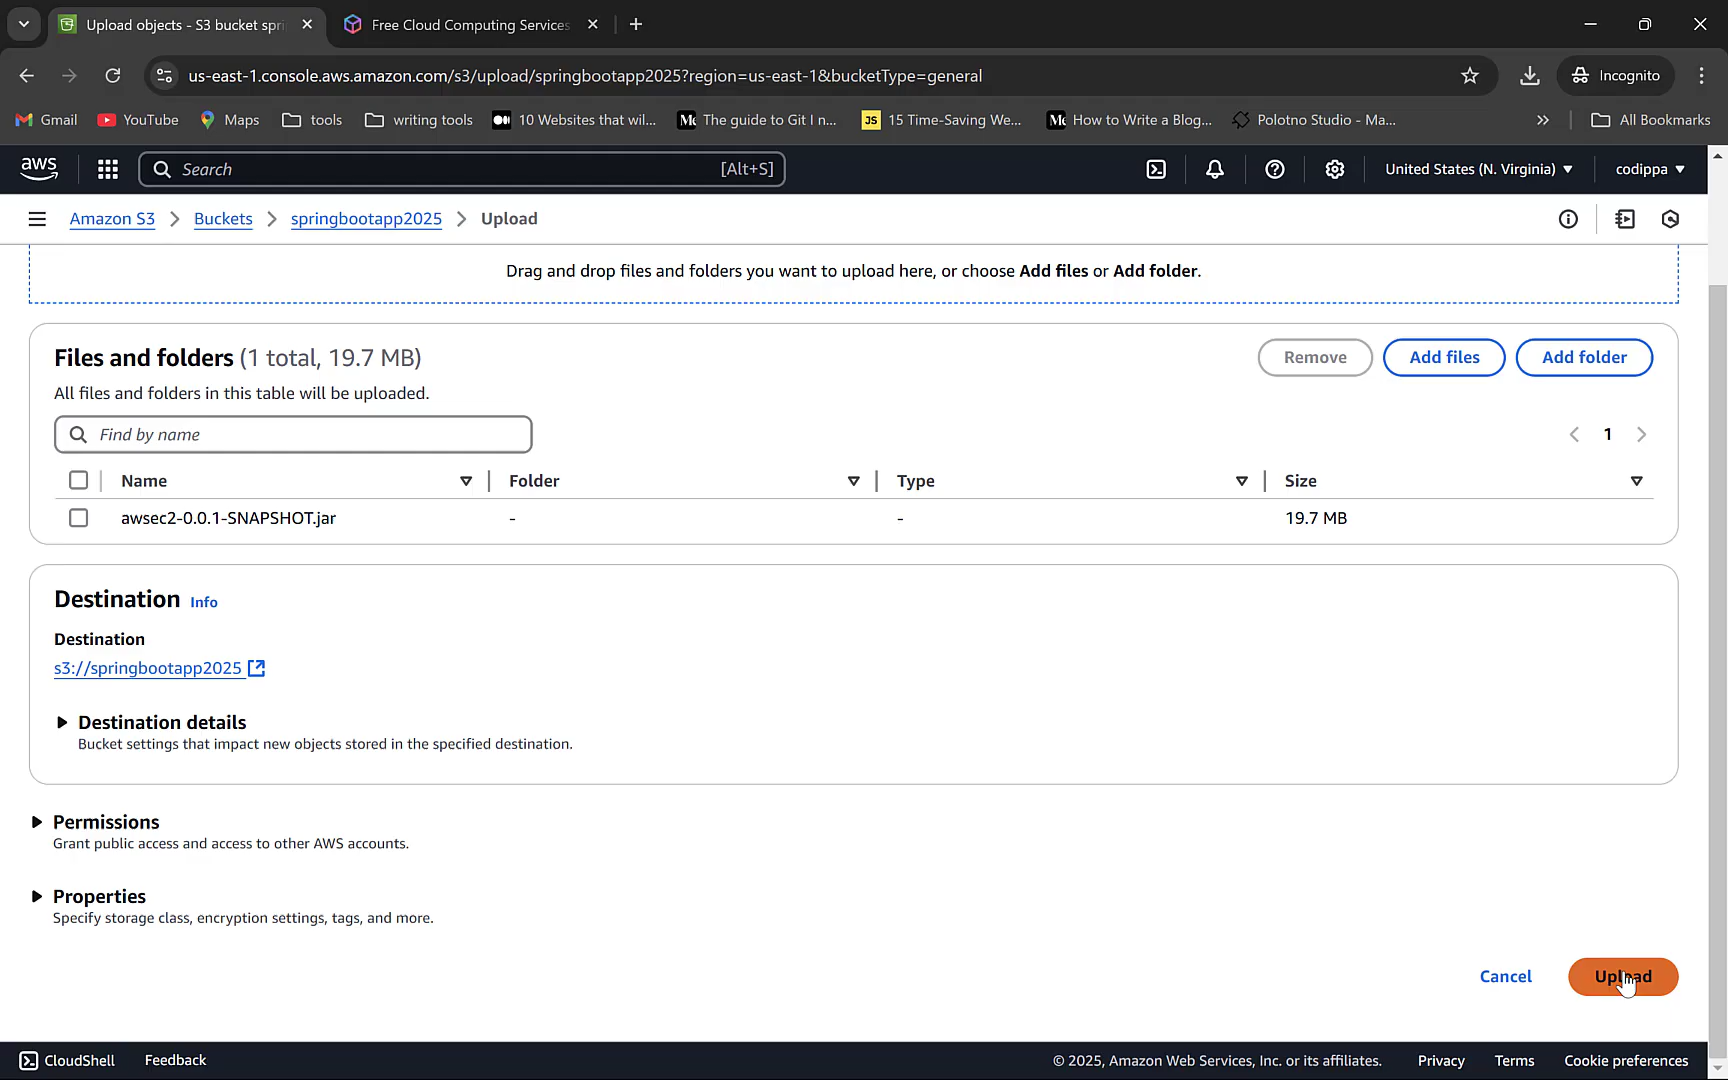 Upload objects - S3 bucket spri
Free Cloud Computing Services
us-east-1.console.aws.amazon.com/s3/upload/springbootapp2025?region=us-east-1&bucketType=general
Incognito
Gmail
YouTube
Maps
tools
writing tools
10 Websites that wil...
The guide to Git I n...
JS
15 Time-Saving We...
How to Write a Blog...
Polotno Studio - Ma...
All Bookmarks
aws
Search
[Alt+S]
United States (N. Virginia)
codippa
Amazon S3
Buckets
springbootapp2025
Upload
Drag and drop files and folders you want to upload here, or choose Add files or Add folder.
Files and folders (1 total, 19.7 MB)
Remove
Add files
Add folder
All files and folders in this table will be uploaded.
Find by name
1
Name
Folder
Type
Size
awsec2-0.0.1-SNAPSHOT.jar
-
-
19.7 MB
Destination Info
Destination
s3://springbootapp2025
Destination details
Bucket settings that impact new objects stored in the specified destination.
Permissions
Grant public access and access to other AWS accounts.
Properties
Specify storage class, encryption settings, tags, and more.
Cancel
Upload
CloudShell
Feedback
© 2025, Amazon Web Services, Inc. or its affiliates.
Privacy
Terms
Cookie preferences